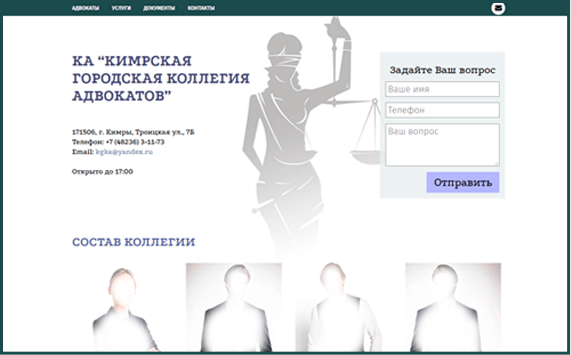 АДВОКАТЫ УСЛУГИ ДОКУМЕНТЫ КОНТАКТЫ
КА “КИМРСКАЯ
ГОРОДСКАЯ КОЛЛЕГИЯ
АДВОКАТОВ”
171506, г. Кимры, Троицкая ул., 7Б
Телефон: +7 (48236) 3-11-73
Email: kgka@yandex.ru
Открыто до 17:00
Задайте Ваш вопрос
Ваше имя
Телефон
Ваш вопрос
Отправить
СОСТАВ КОЛЛЕГИИ